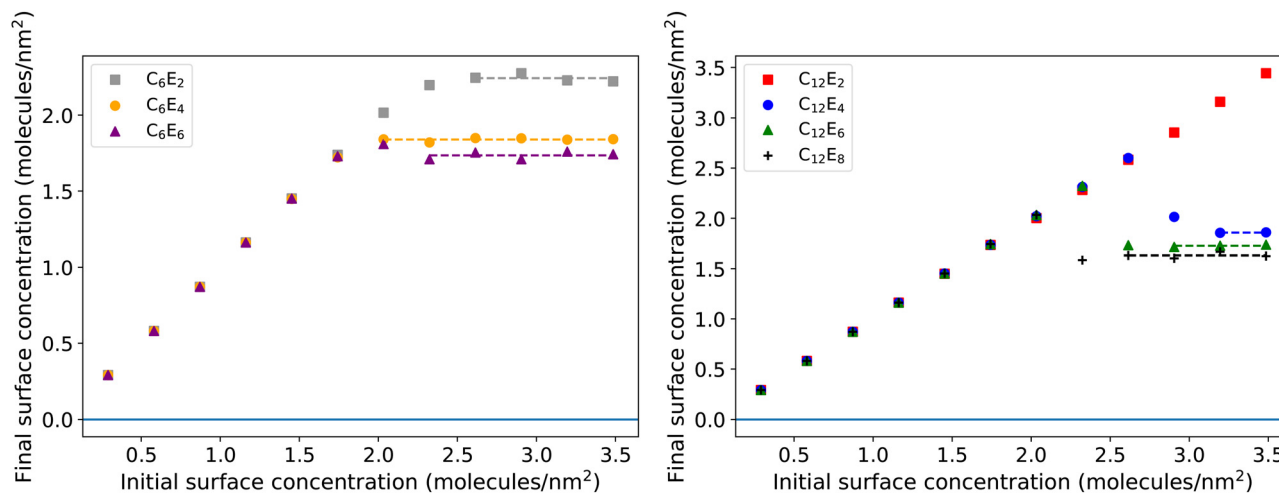 Final surface concentration (molecules/nm²)
2.0
1.5
1.0
0.5
0.0
C₆E₂
C₆E₄
C₆E₆
0.5 1.0 1.5 2.0 2.5 3.0 3.5
Initial surface concentration (molecules/nm²)
Final surface concentration (molecules/nm²)
3.5
3.0
2.5
2.0
1.5
1.0
0.5
0.0
C₁₂E₂
C₁₂E₄
C₁₂E₆
C₁₂E₈
0.5 1.0 1.5 2.0 2.5 3.0 3.5
Initial surface concentration (molecules/nm²)